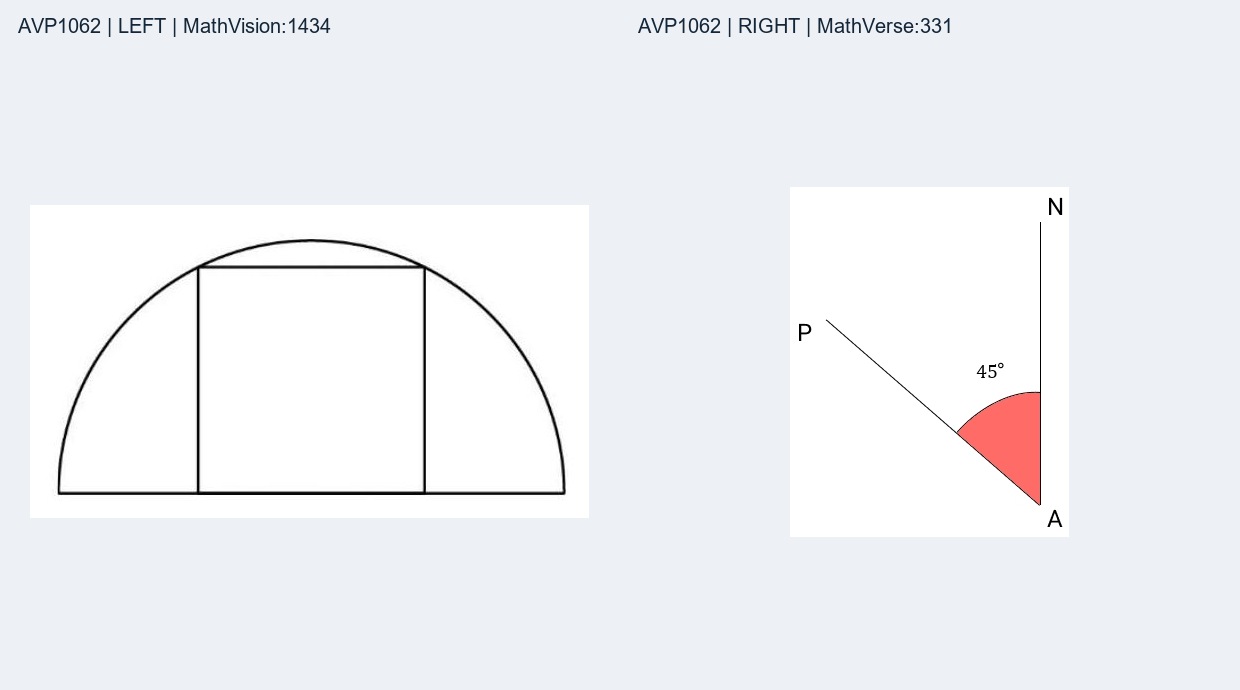 AVP1062 | LEFT | MathVision:1434
AVP1062 | RIGHT | MathVerse:331
N
P
45°
A